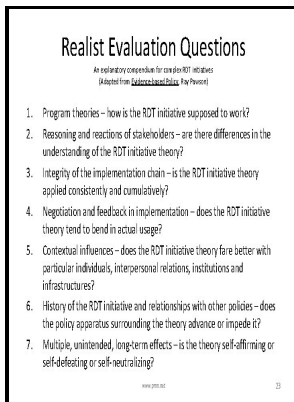 Realist Evaluation Questions
An explanatory compendium for complex RDT initiatives
(Adapted from Evidence-based Policy, Ray Pawson)
1. Program theories – how is the RDT initiative supposed to work?
2. Reasoning and reactions of stakeholders – are there differences in the
understanding of the RDT initiative theory?
3. Integrity of the implementation chain – is the RDT initiative theory
applied consistently and cumulatively?
4. Negotiation and feedback in implementation – does the RDT initiative
theory tend to bend in actual usage?
5. Contextual influences – does the RDT initiative theory fare better with
particular individuals, interpersonal relations, institutions and
infrastructures?
6. History of the RDT initiative and relationships with other policies – does
the policy apparatus surrounding the theory advance or impede it?
7. Multiple, unintended, long-term effects – is the theory self-affirming or
self-defeating or self-neutralizing?
23